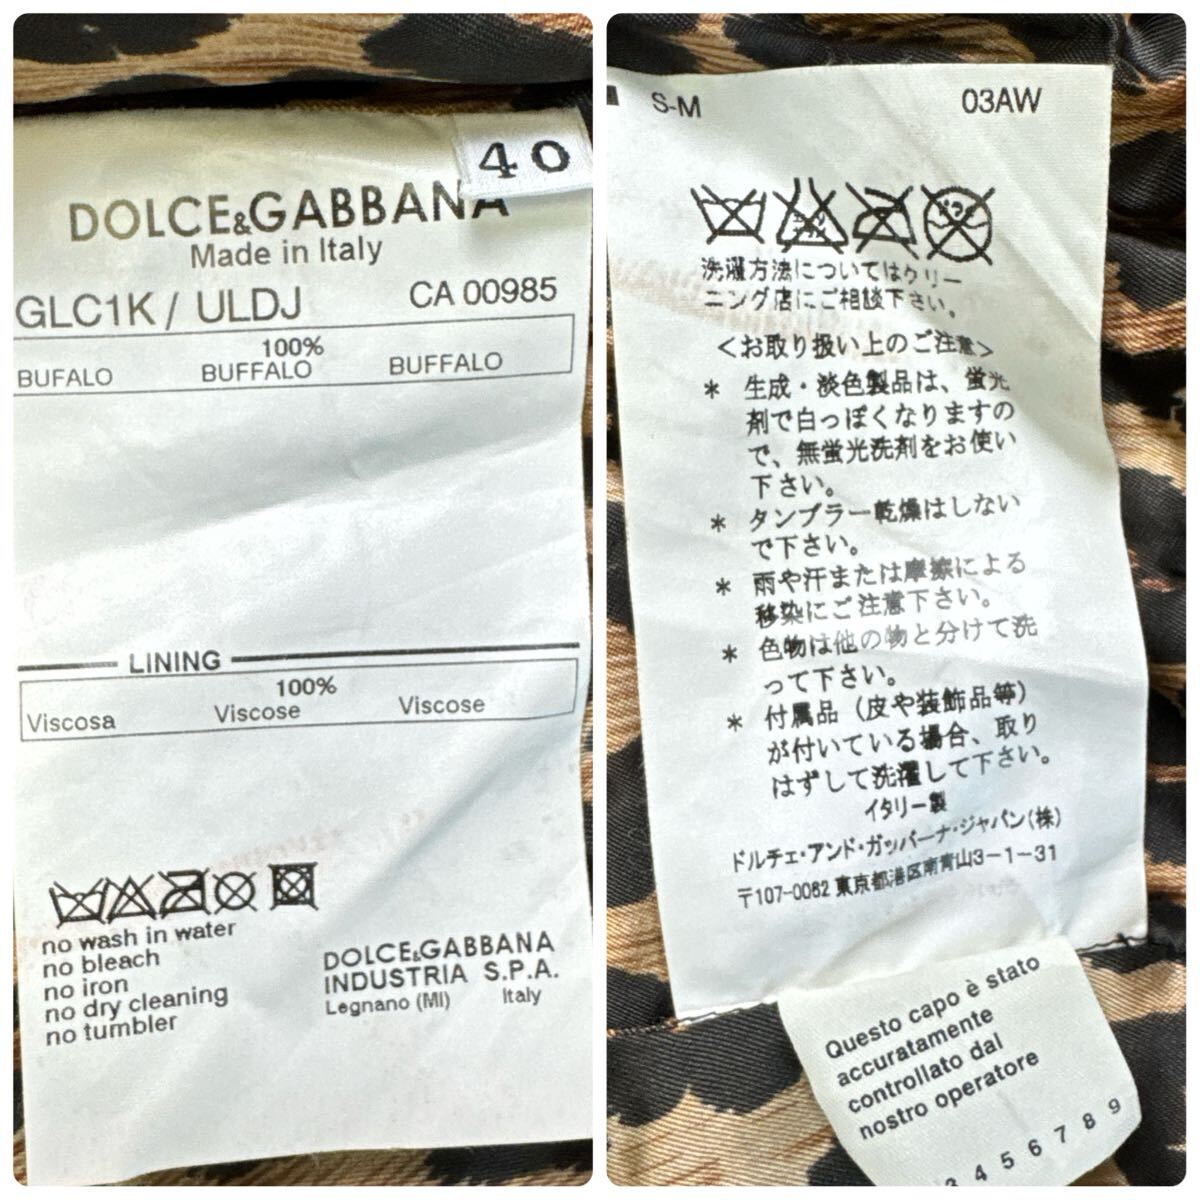 40
DOLCE&GABBANA
Made in Italy
GLC1K / ULDJ CA 00985
100%
BUFALO BUFFALO BUFFALO
LINING
100%
Viscosa Viscose Viscose
no wash in water
no bleach
no iron
no dry cleaning
no tumbler
DOLCE&GABBANA
INDUSTRIA S.P.A.
Legnano (MI) Italy
S-M 03AW
洗濯方法についてはクリー
ニング店にご相談下さい。
<お取り扱い上のご注意>
* 生成・淡色製品は、蛍光
剤で白っぽくなりますの
で、無蛍光洗剤をお使い
下さい。
* タンブラー乾燥はしない
で下さい。
* 雨や汗または摩擦による
移染にご注意下さい。
* 色物は他の物と分けて洗
って下さい。
* 付属品（皮や装飾品等）
が付いている場合、取り
はずして洗濯して下さい。
イタリー製
ドルチェ・アンド・ガッバーナ・ジャパン(株)
〒107-0062 東京都港区南青山3-1-31
Questo capo è stato
accuratamente
controllato dal
nostro operatore
3 4 5 6 7 8 9